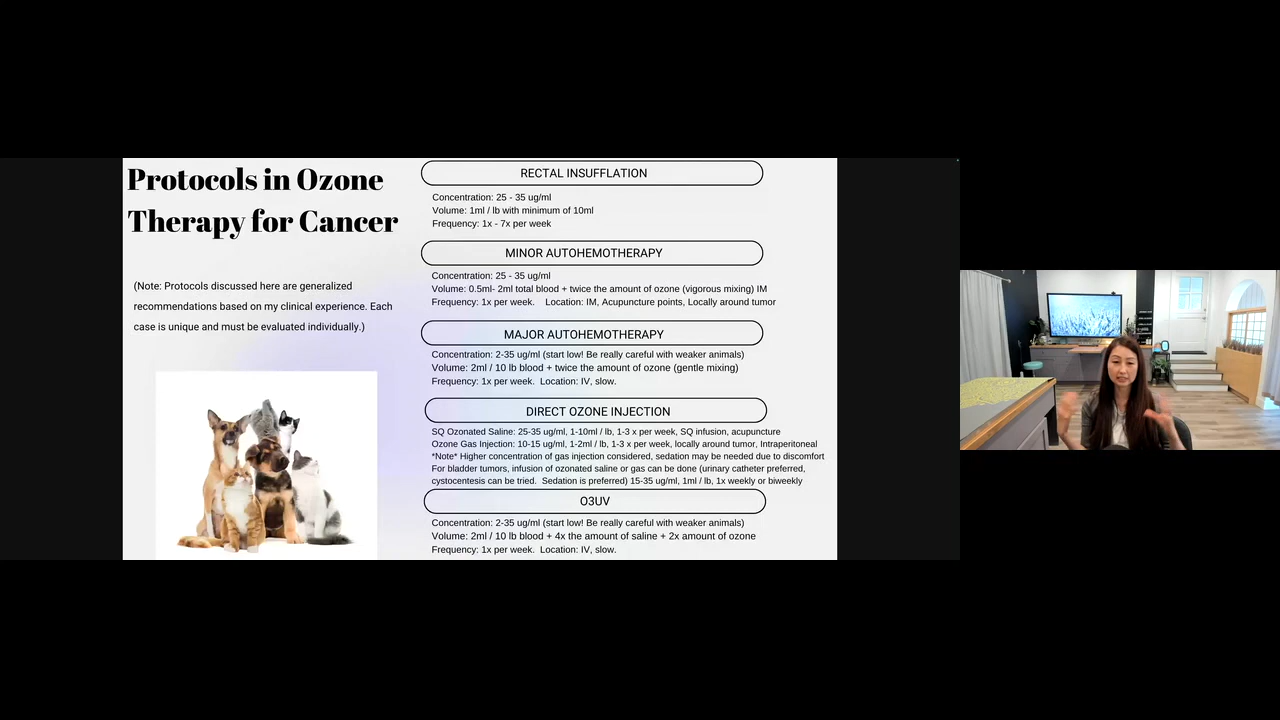 Protocols in Ozone
Therapy for Cancer
(Note: Protocols discussed here are generalized
recommendations based on my clinical experience. Each
case is unique and must be evaluated individually.)
RECTAL INSUFFLATION
Concentration: 25 - 35 ug/ml
Volume: 1ml / lb with minimum of 10ml
Frequency: 1x - 7x per week
MINOR AUTOHEMOTHERAPY
Concentration: 25 - 35 ug/ml
Volume: 0.5ml- 2ml total blood + twice the amount of ozone (vigorous mixing) IM
Frequency: 1x per week. Location: IM, Acupuncture points, Locally around tumor
MAJOR AUTOHEMOTHERAPY
Concentration: 2-35 ug/ml (start low! Be really careful with weaker animals)
Volume: 2ml / 10 lb blood + twice the amount of ozone (gentle mixing)
Frequency: 1x per week. Location: IV, slow.
DIRECT OZONE INJECTION
SQ Ozonated Saline: 25-35 ug/ml, 1-10ml / lb, 1-3 x per week, SQ infusion, acupuncture
Ozone Gas Injection: 10-15 ug/ml, 1-2ml / lb, 1-3 x per week, locally around tumor, Intraperitoneal
*Note* Higher concentration of gas injection considered, sedation may be needed due to discomfort
For bladder tumors, infusion of ozonated saline or gas can be done (urinary catheter preferred,
cystocentesis can be tried. Sedation is preferred) 15-35 ug/ml, 1ml / lb, 1x weekly or biweekly
O3UV
Concentration: 2-35 ug/ml (start low! Be really careful with weaker animals)
Volume: 2ml / 10 lb blood + 4x the amount of saline + 2x amount of ozone
Frequency: 1x per week. Location: IV, slow.